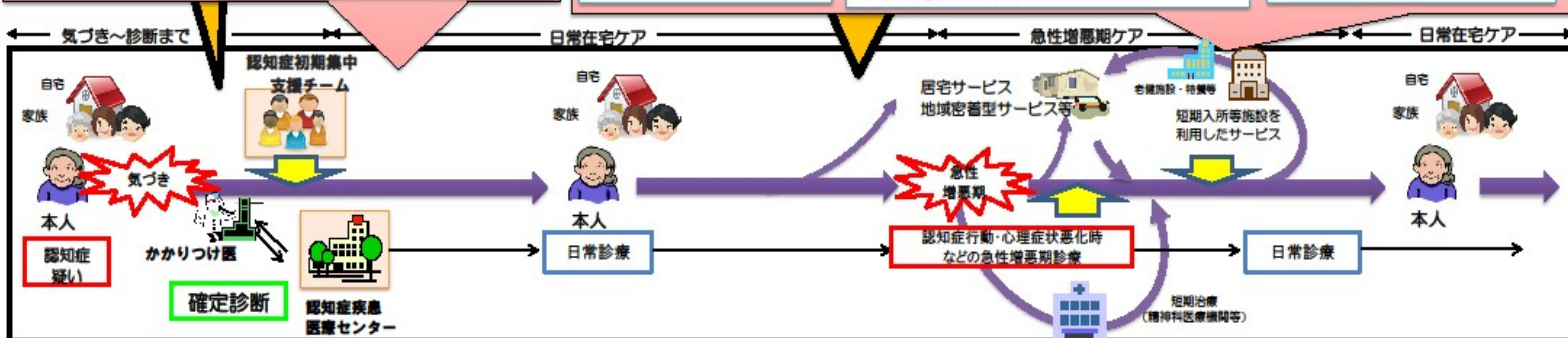 気づき~診断まで
日常在宅ケア
急性増悪期ケア
日常在宅ケア
自宅
家族
本人
認知症
疑い
気づき
認知症初期集中
支援チーム
かかりつけ医
確定診断
認知症疾患
医療センター
自宅
家族
本人
日常診療
居宅サービス
地域密着型サービス等
急性
増悪期
認知症行動・心理症状悪化時
などの急性増悪期診療
老健施設・特養等
短期入所等施設を
利用したサービス
短期治療
(精神科医療機関等)
日常診療
自宅
家族
本人